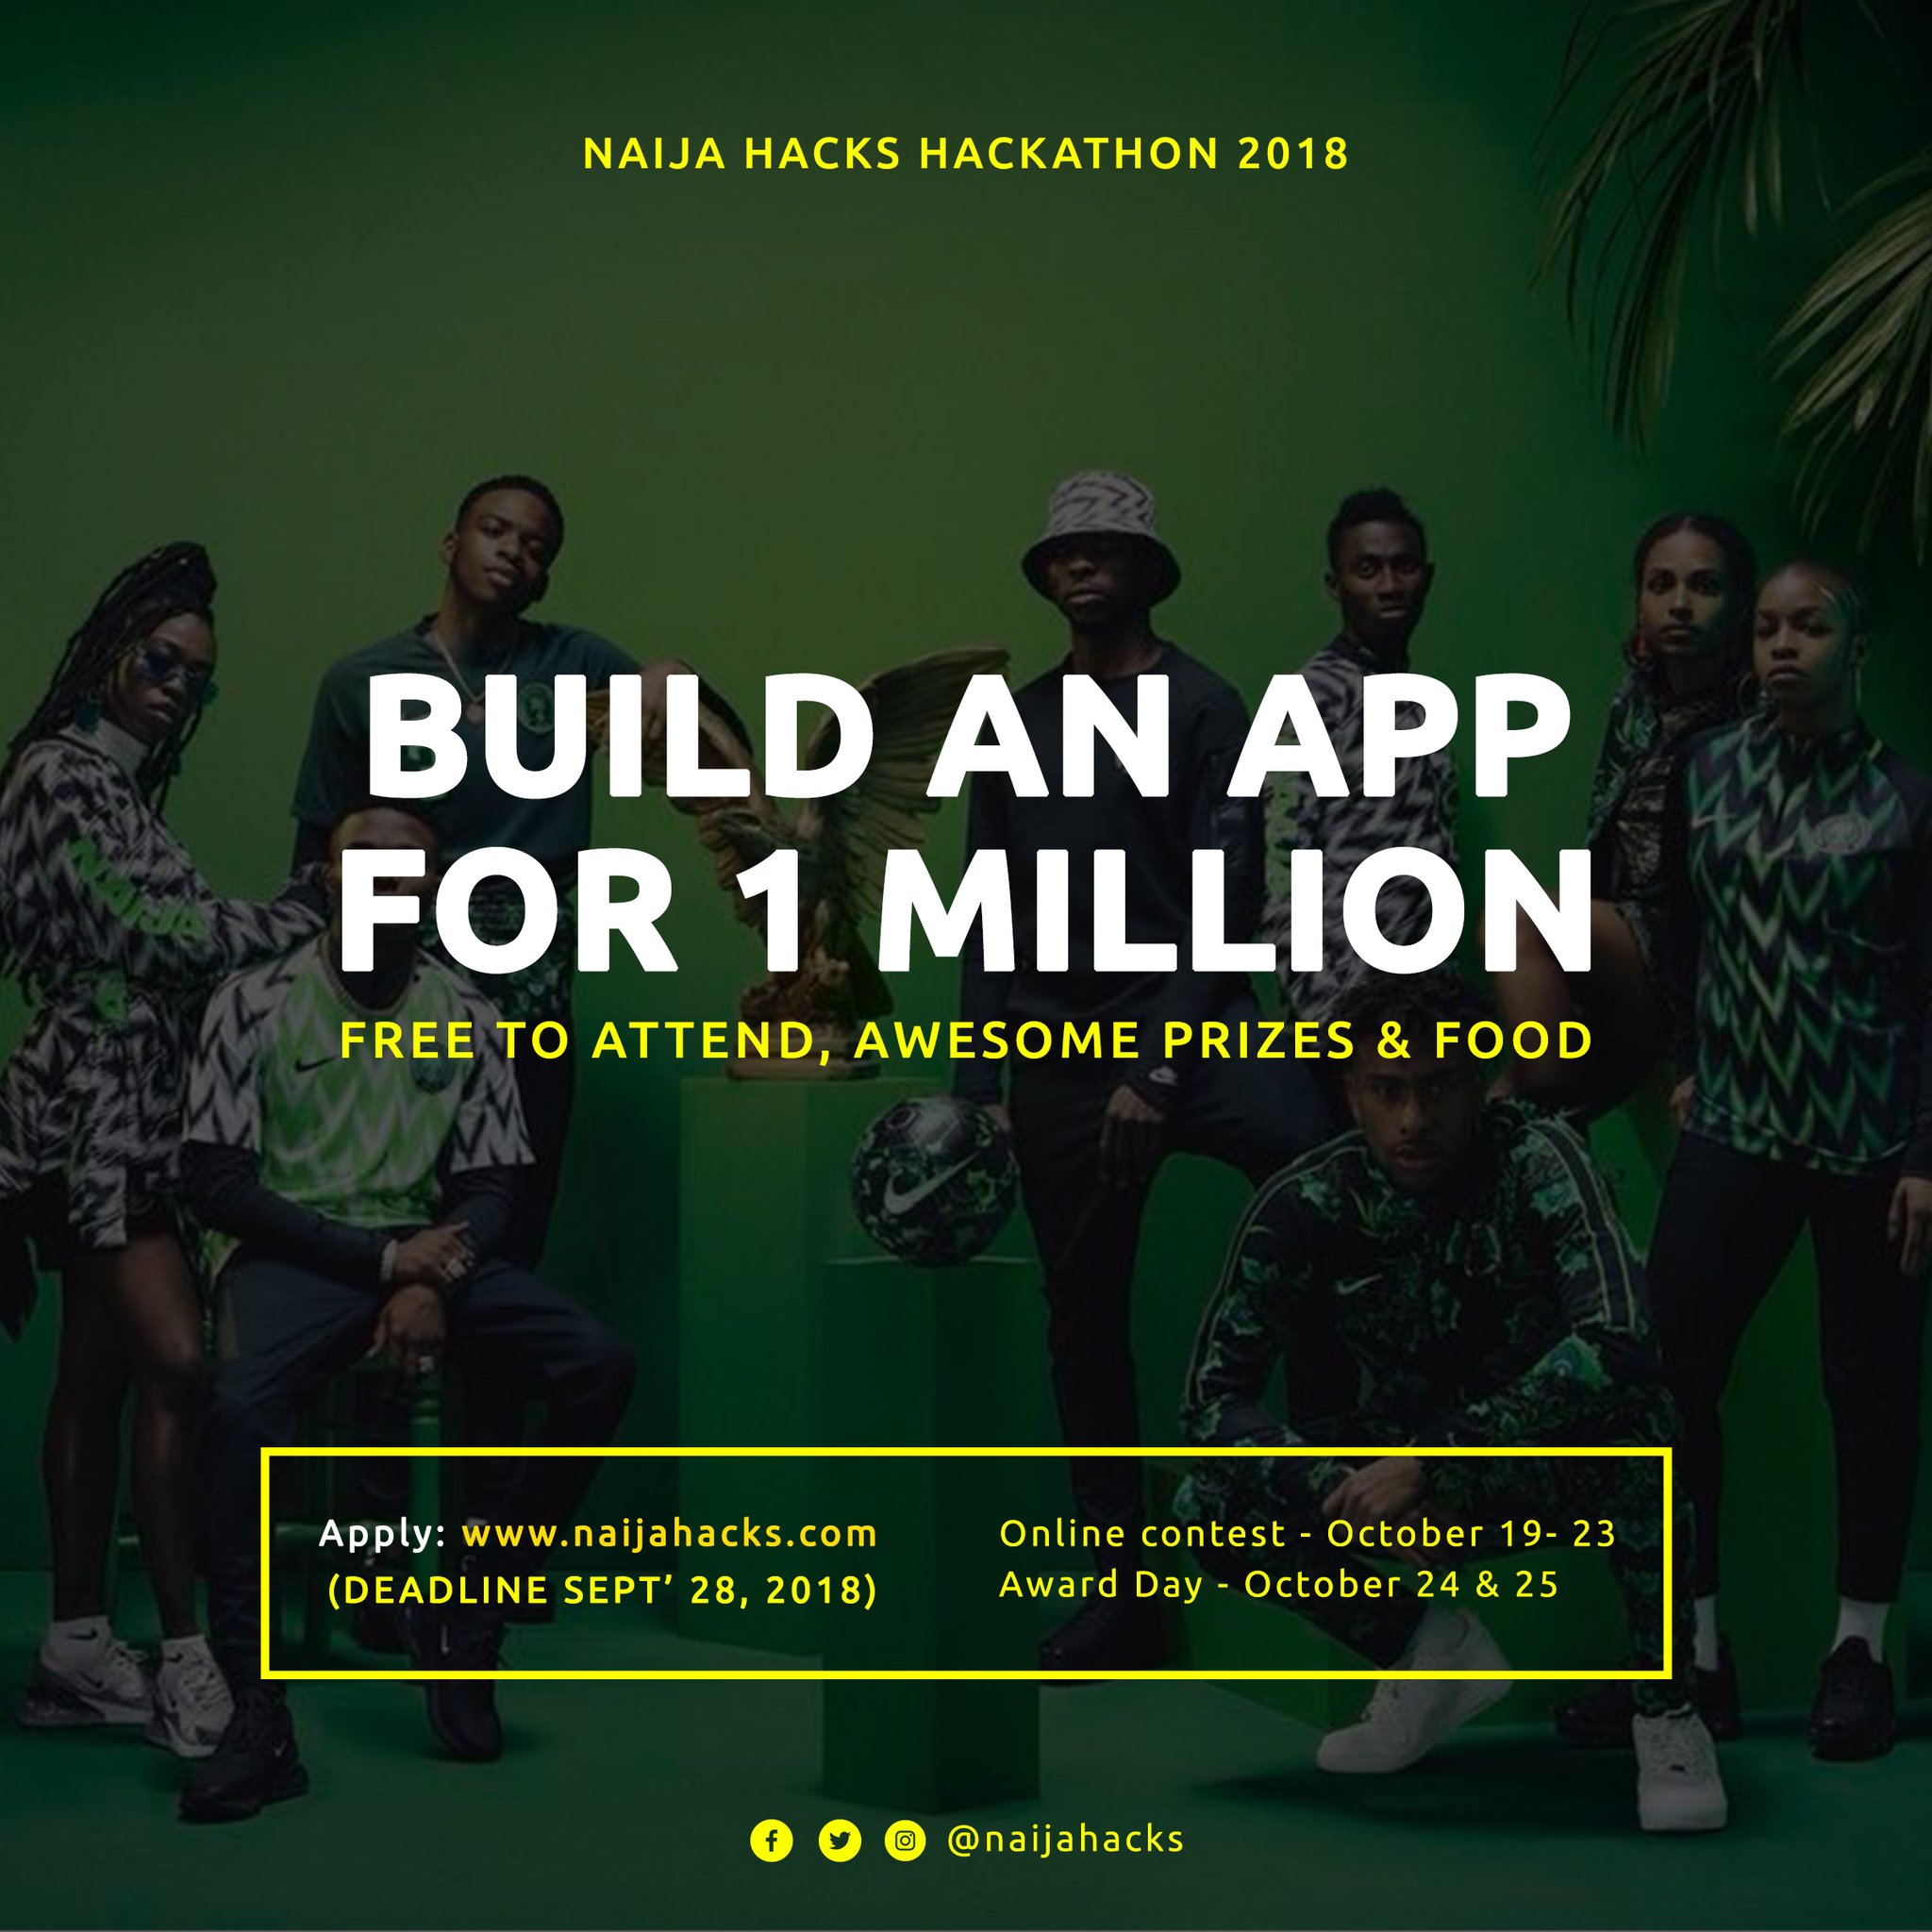 NAIJA HACKS HACKATHON 2018
BUILD AN APP
FOR 1 MILLION
FREE TO ATTEND, AWESOME PRIZES & FOOD
Apply: www.naijahacks.com
(DEADLINE SEPT’ 28, 2018)
Online contest - October 19- 23
Award Day - October 24 & 25
@naijahacks